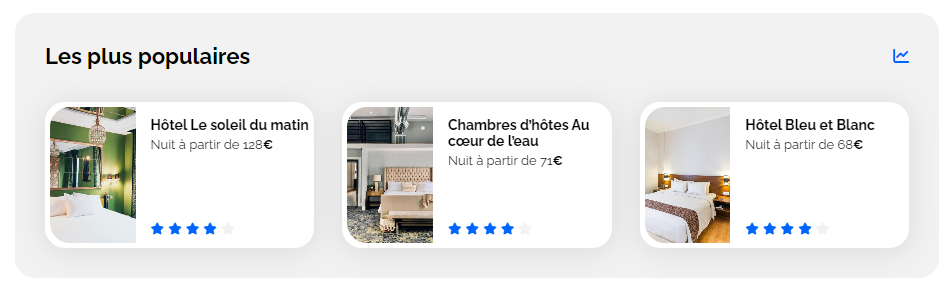 Les plus populaires
Hôtel Le soleil du matin
Nuit à partir de 128€
Chambres d'hôtes Au
cœur de l'eau
Nuit à partir de 71€
Hôtel Bleu et Blanc
Nuit à partir de 68€